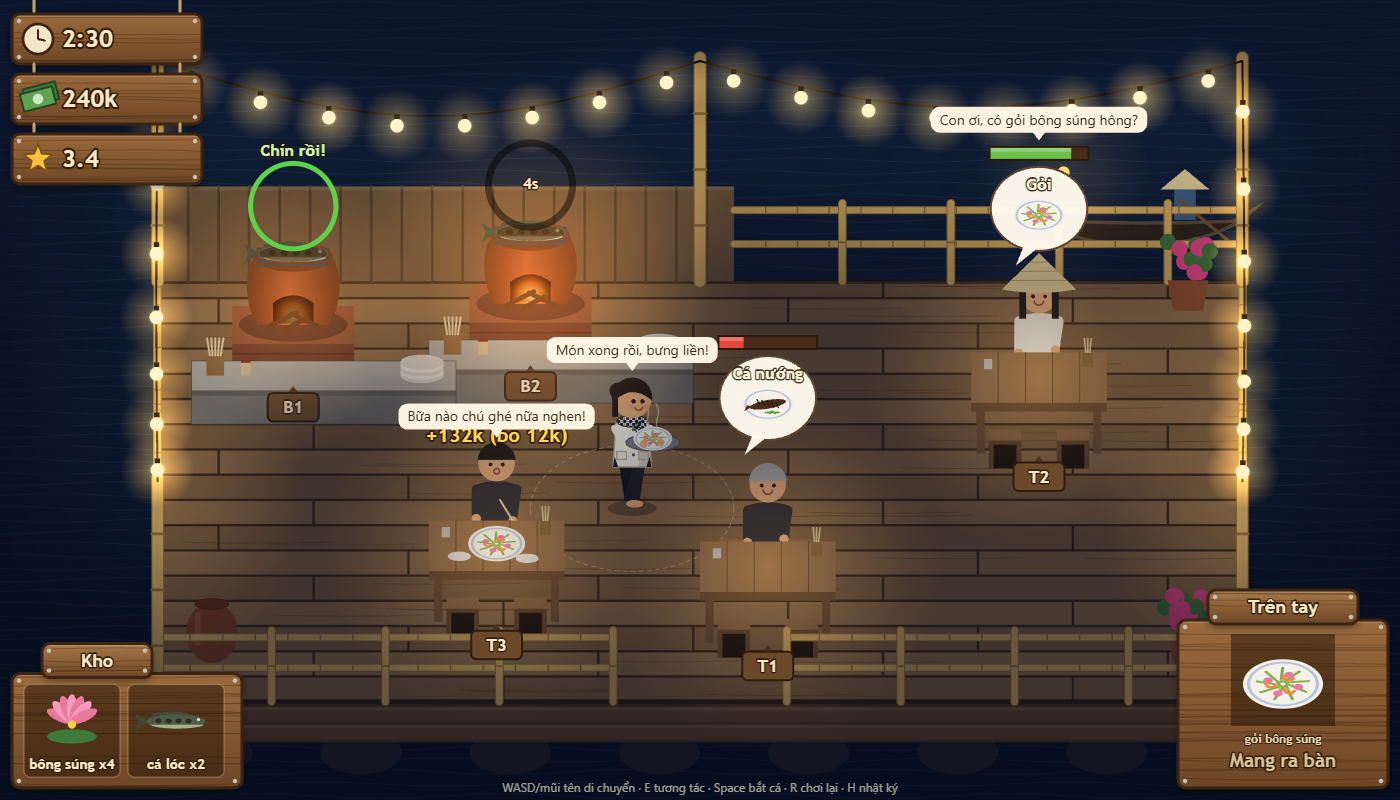 2:30
240k
3.4
Chín rồi!
4s
Con ơi, có gỏi bông súng hông?
Gỏi
Món xong rồi, bưng liền!
Cá nướng
B1
B2
Bữa nào chú ghé nữa nghen!
+132k (bo 12k)
T2
T3
T1
Kho
bông súng x4
cá lóc x2
Trên tay
gỏi bông súng
Mang ra bàn
WASD/mũi tên di chuyển · E tương tác · Space bắt cá · R chơi lại · H nhật ký